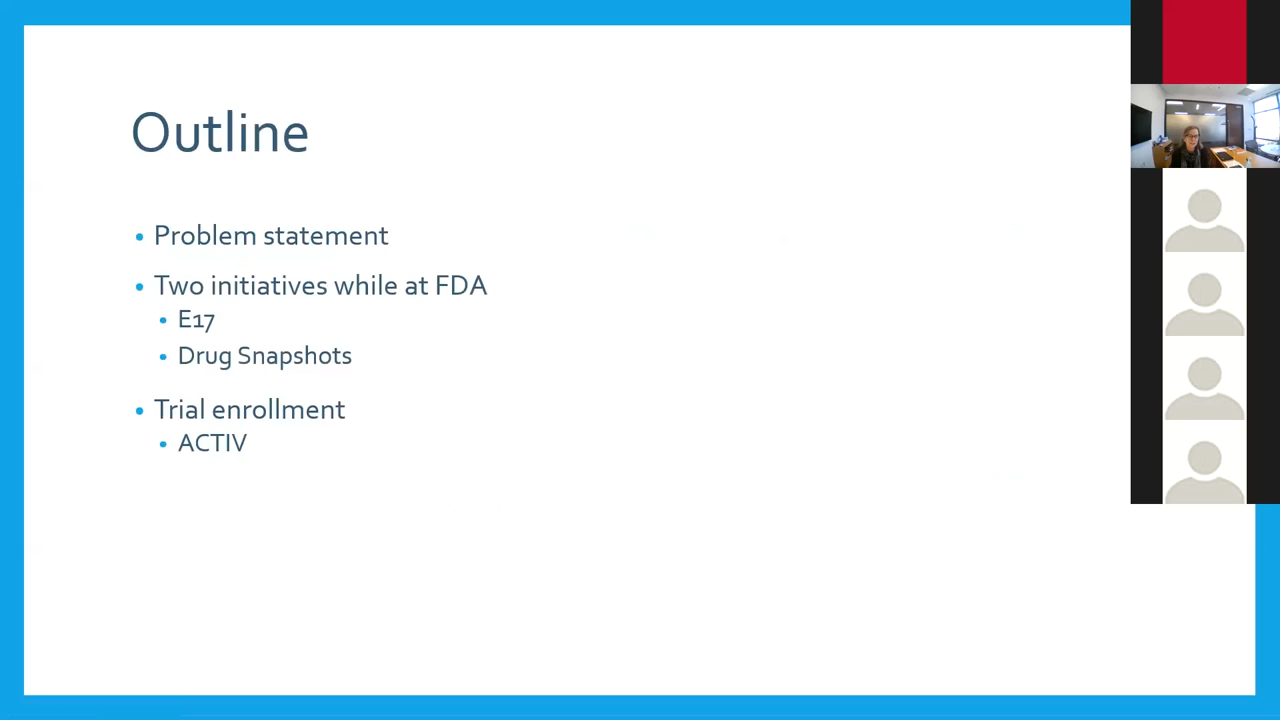 Outline
• Problem statement
• Two initiatives while at FDA
• E17
• Drug Snapshots
• Trial enrollment
• ACTIV